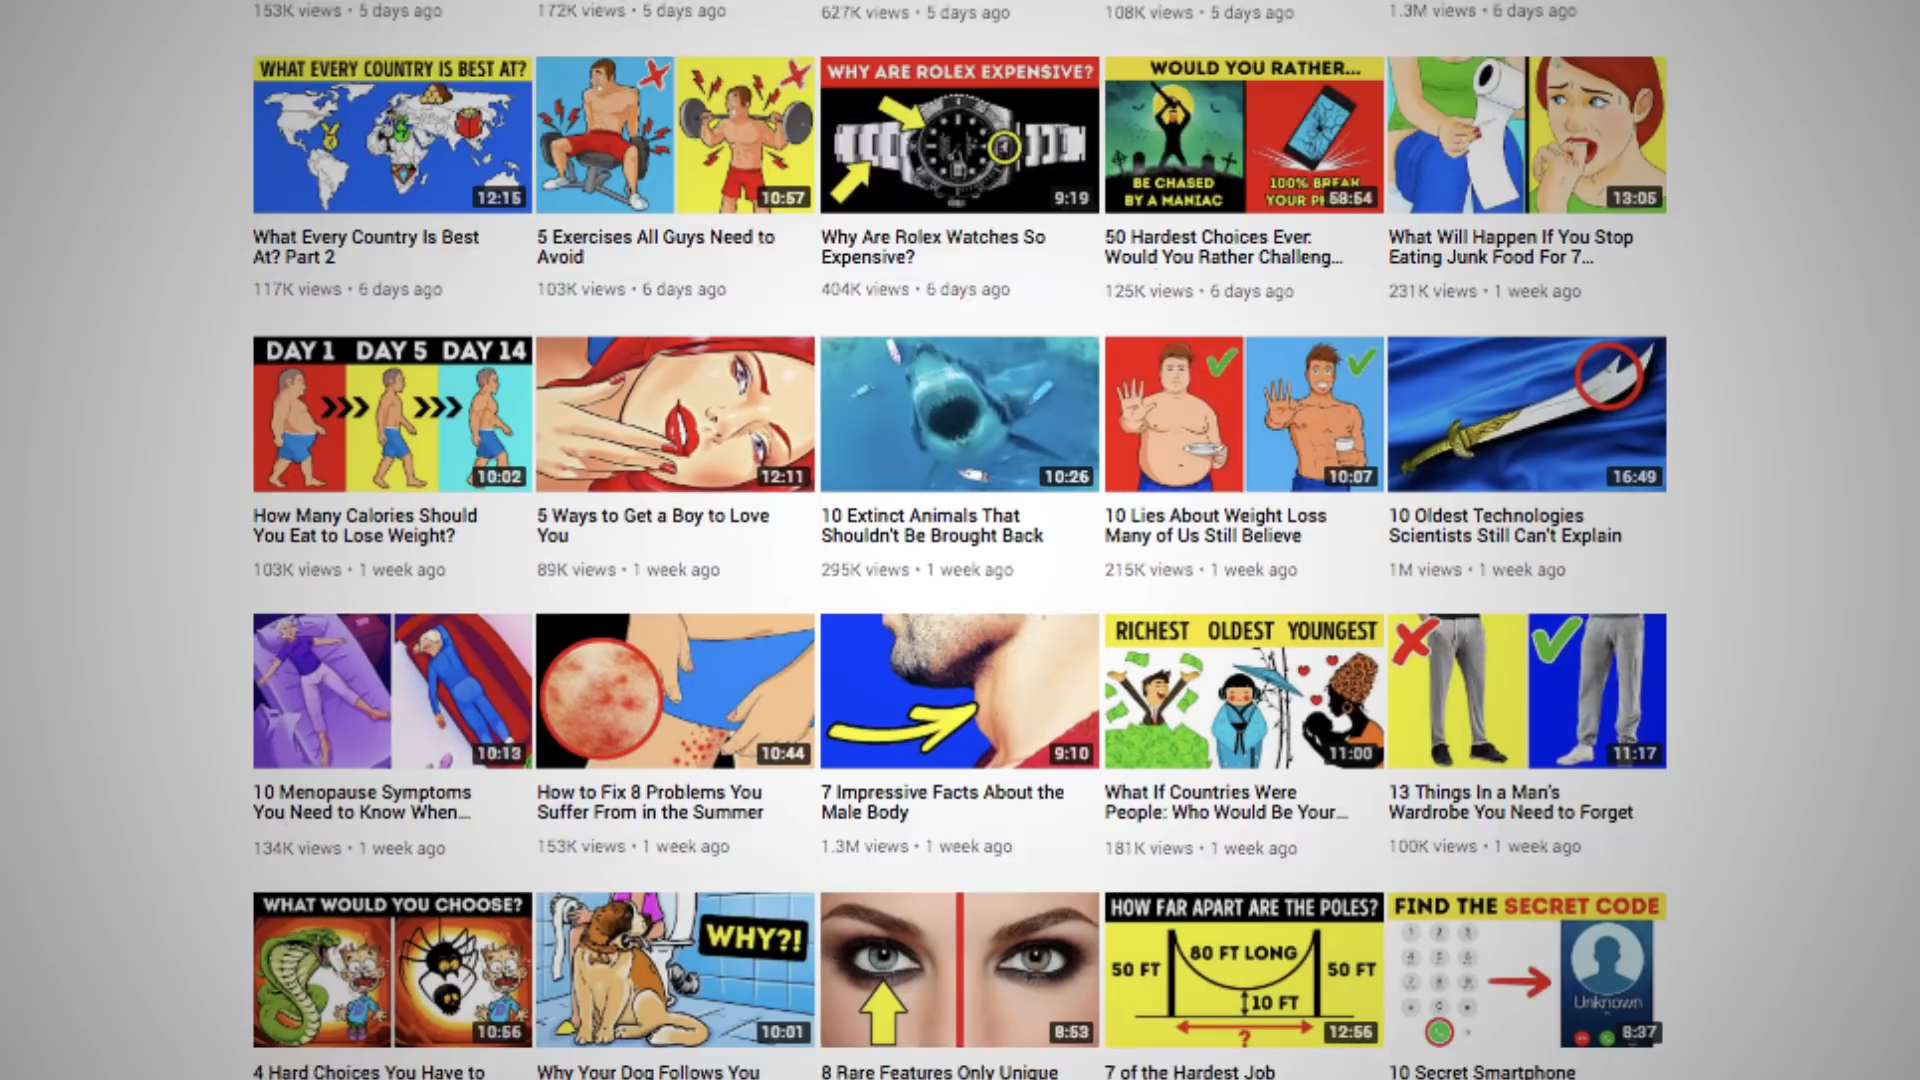 153K views • 5 days ago
172K views • 5 days ago
627K views • 5 days ago
108K views • 5 days ago
1.3M views • 6 days ago
WHAT EVERY COUNTRY IS BEST AT?
12:15
10:57
WHY ARE ROLEX EXPENSIVE?
9:19
WOULD YOU RATHER...
BE CHASED
BY A MANIAC
100% BREAK
YOUR
58:54
13:05
What Every Country Is Best
At? Part 2
117K views • 6 days ago
5 Exercises All Guys Need to
Avoid
103K views • 6 days ago
Why Are Rolex Watches So
Expensive?
404K views • 6 days ago
50 Hardest Choices Ever.
Would You Rather Challeng...
125K views • 6 days ago
What Will Happen If You Stop
Eating Junk Food For 7...
231K views • 1 week ago
DAY 1 DAY 5 DAY 14
10:02
12:11
10:26
10:07
16:49
How Many Calories Should
You Eat to Lose Weight?
103K views • 1 week ago
5 Ways to Get a Boy to Love
You
89K views • 1 week ago
10 Extinct Animals That
Shouldn't Be Brought Back
295K views • 1 week ago
10 Lies About Weight Loss
Many of Us Still Believe
215K views • 1 week ago
10 Oldest Technologies
Scientists Still Can't Explain
1M views • 1 week ago
10:13
10:44
9:10
RICHEST OLDEST YOUNGEST
11:00
11:17
10 Menopause Symptoms
You Need to Know When...
134K views • 1 week ago
How to Fix 8 Problems You
Suffer From in the Summer
153K views • 1 week ago
7 Impressive Facts About the
Male Body
1.3M views • 1 week ago
What If Countries Were
People: Who Would Be Your...
181K views • 1 week ago
13 Things In a Man's
Wardrobe You Need to Forget
100K views • 1 week ago
WHAT WOULD YOU CHOOSE?
10:56
WHY?!
10:01
8:53
HOW FAR APART ARE THE POLES?
50 FT
80 FT LONG
50 FT
10 FT
?
12:56
FIND THE SECRET CODE
1 2 3
4 5 6
7 8 9
Unknown
8:37
4 Hard Choices You Have to
Why Your Dog Follows You
8 Rare Features Only Unique
7 of the Hardest Job
10 Secret Smartphone